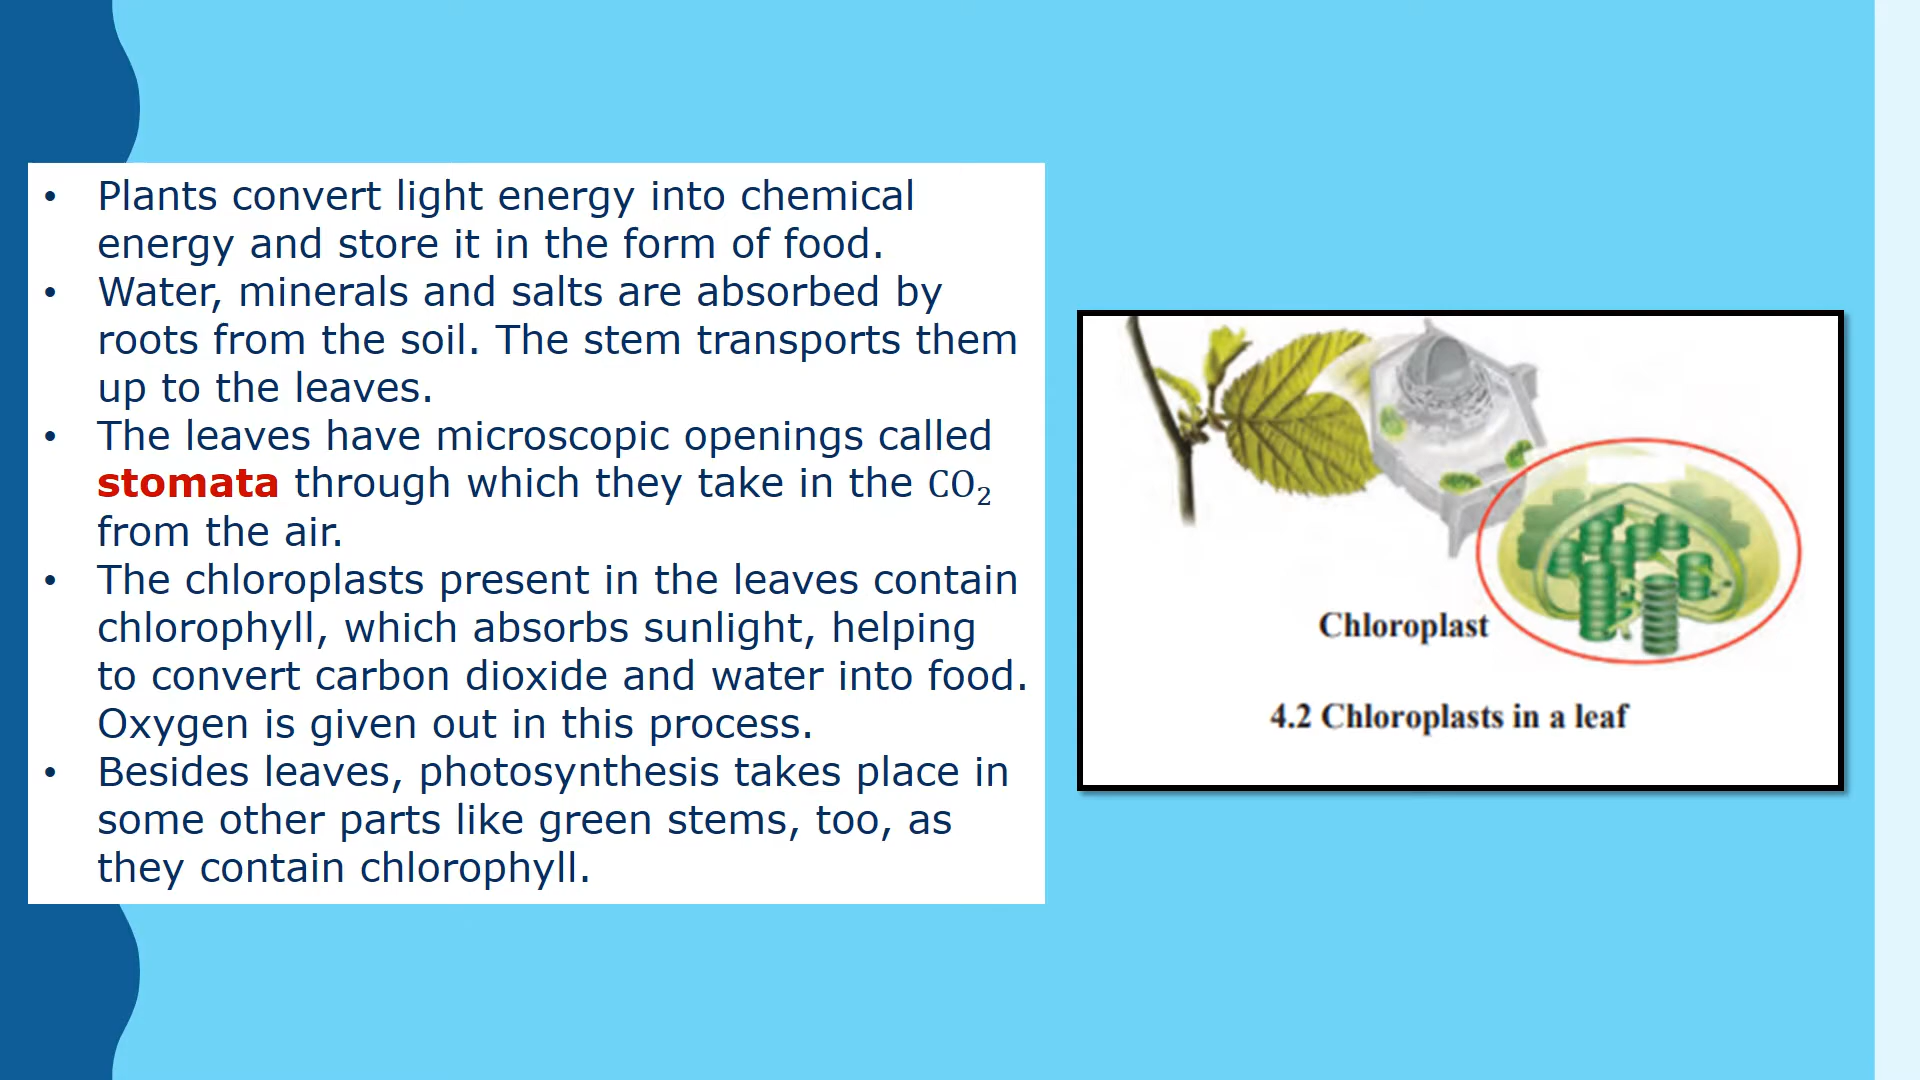 • Plants convert light energy into chemical
energy and store it in the form of food.
• Water, minerals and salts are absorbed by
roots from the soil. The stem transports them
up to the leaves.
• The leaves have microscopic openings called
stomata through which they take in the CO₂
from the air.
• The chloroplasts present in the leaves contain
chlorophyll, which absorbs sunlight, helping
to convert carbon dioxide and water into food.
Oxygen is given out in this process.
• Besides leaves, photosynthesis takes place in
some other parts like green stems, too, as
they contain chlorophyll.
Chloroplast
4.2 Chloroplasts in a leaf